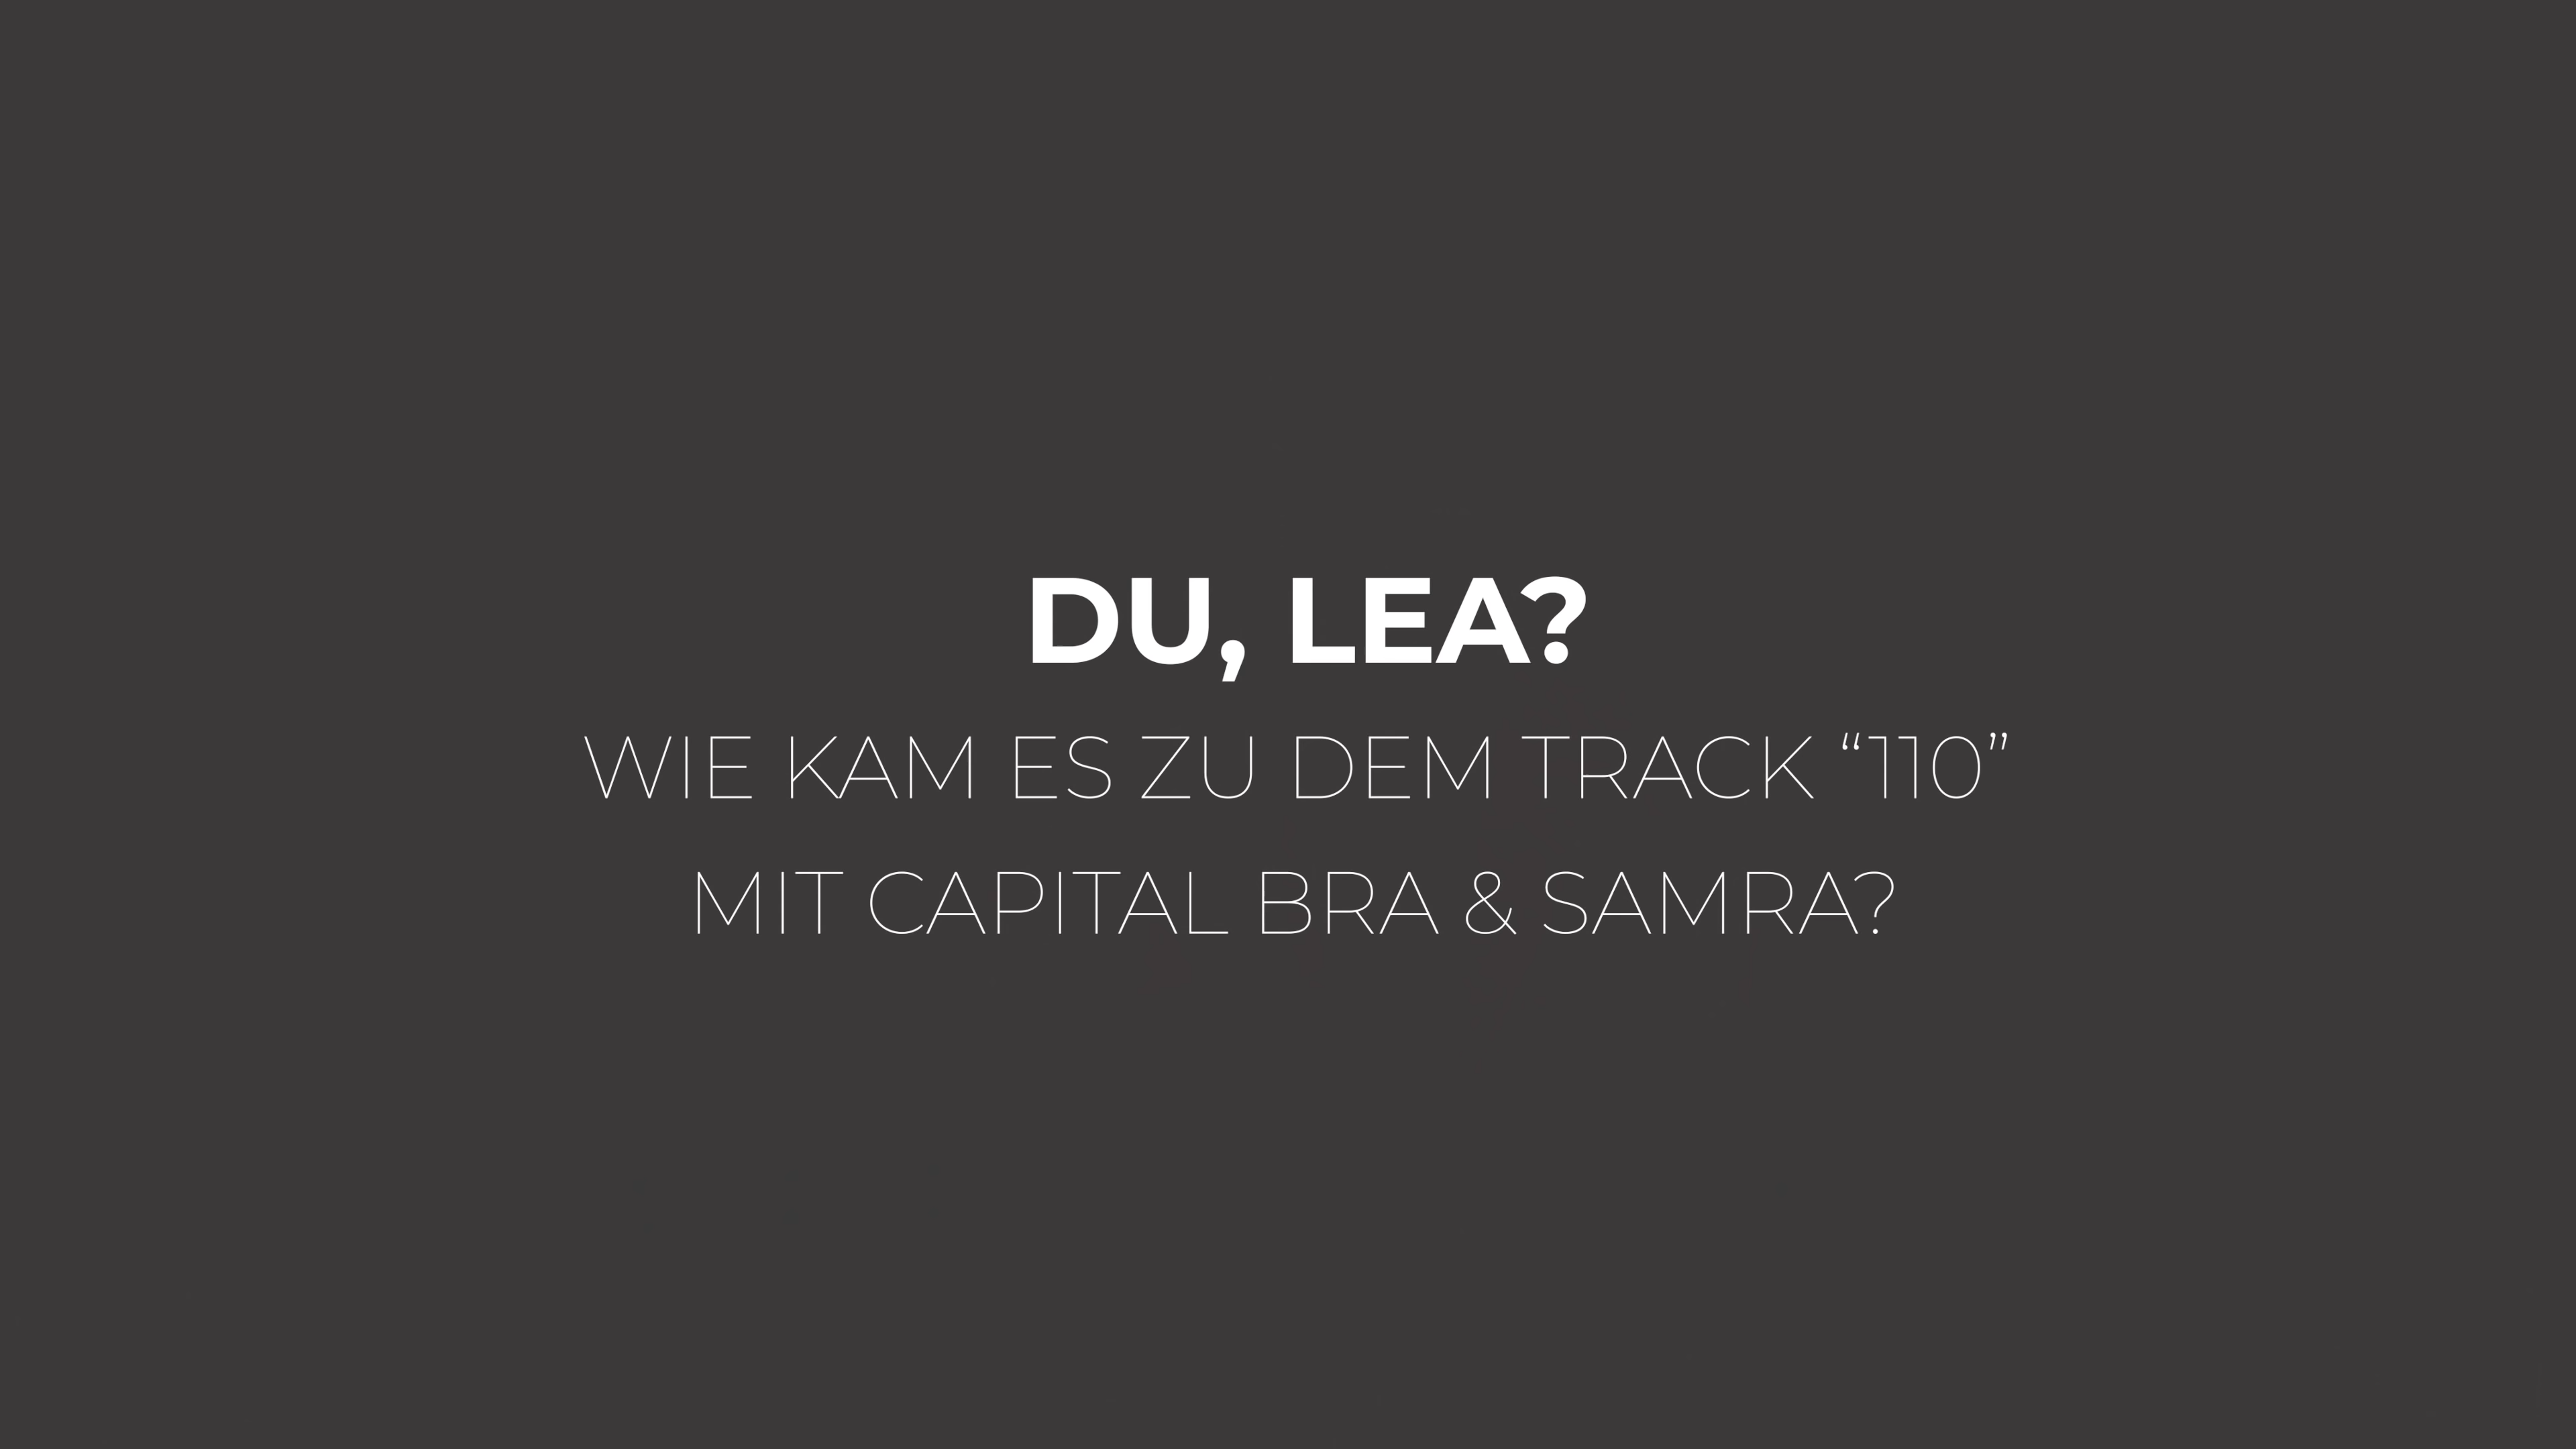 DU, LEA?
WIE KAM ES ZU DEM TRACK “110”
MIT CAPITAL BRA & SAMRA?